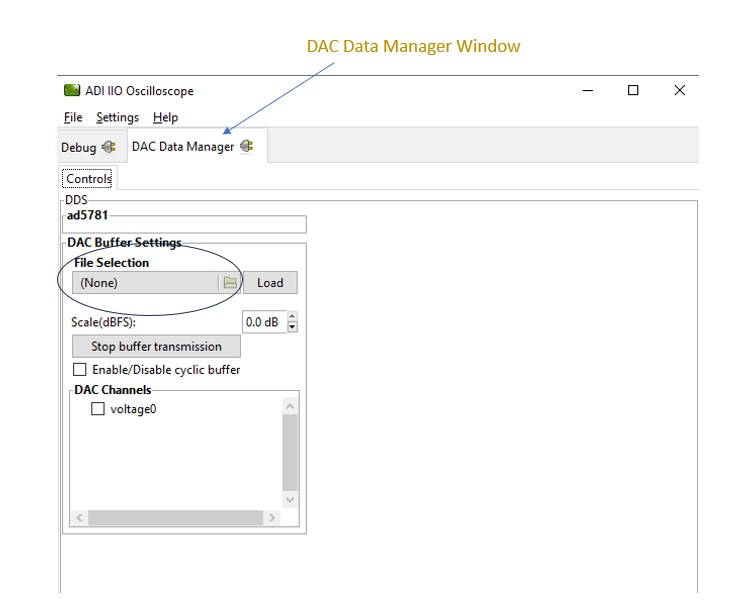 DAC Data Manager Window
ADI IIO Oscilloscope
File Settings Help
Debug DAC Data Manager
Controls
DDS
ad5781
DAC Buffer Settings
File Selection
(None) Load
Scale(dBFS): 0.0 dB
Stop buffer transmission
Enable/Disable cyclic buffer
DAC Channels
voltage0